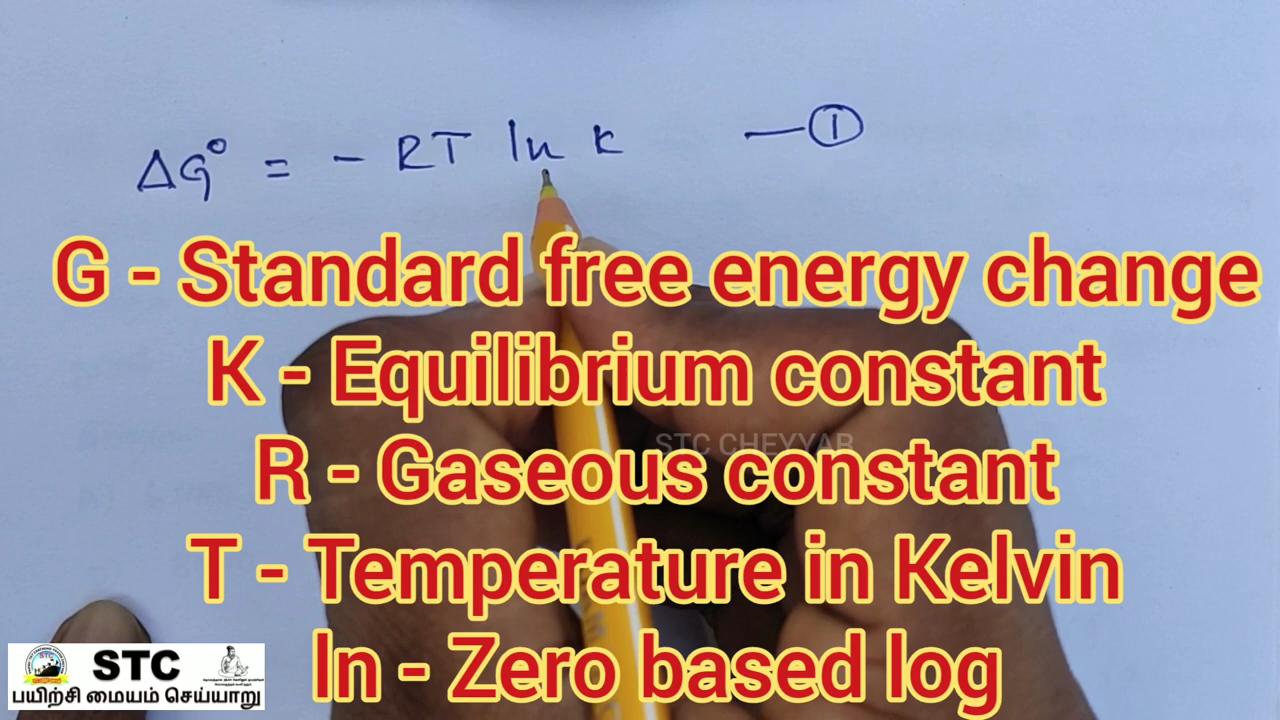 ΔG° = - RT ln K —①
G - Standard free energy change
K - Equilibrium constant
R - Gaseous constant
STC CHEYYAR
T - Temperature in Kelvin
ln - Zero based log
STC
பயிற்சி மையம் செய்யாறு